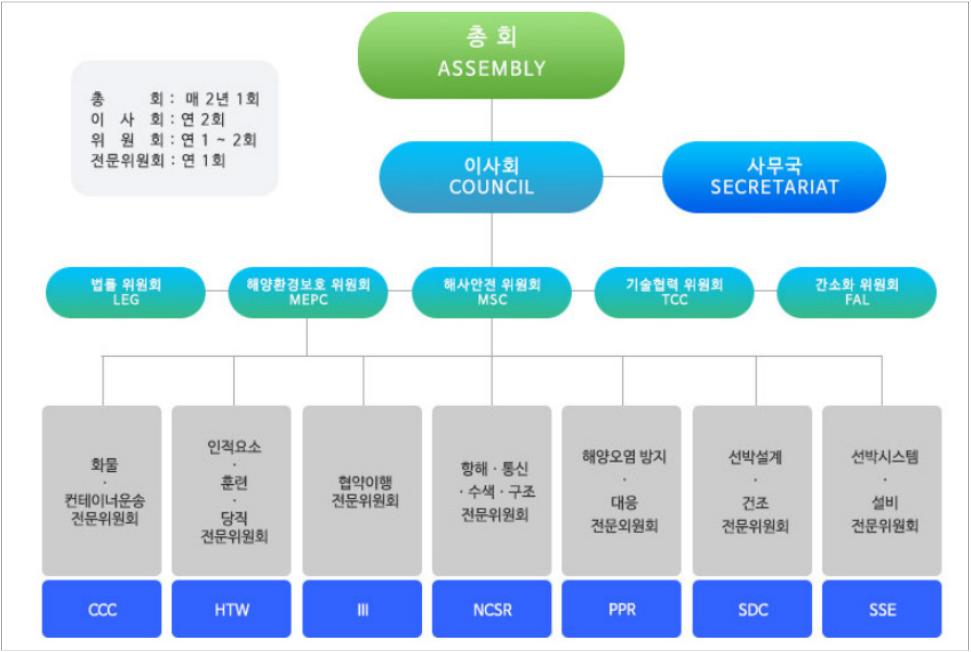 총 회
ASSEMBLY
총 회 : 매 2년 1회
이 사 회 : 연 2회
위 원 회 : 연 1 ~ 2회
전문위원회 : 연 1회
이사회
COUNCIL
사무국
SECRETARIAT
법률 위원회
LEG
해양환경보호 위원회
MEPC
해사안전 위원회
MSC
기술협력 위원회
TCC
간소화 위원회
FAL
화물
·
컨테이너운송
전문위원회
CCC
인적요소
·
훈련
·
당직
전문위원회
HTW
협약이행
전문위원회
III
항해 · 통신
· 수색 · 구조
전문위원회
NCSR
해양오염 방지
·
대응
전문외원회
PPR
선박설계
·
건조
전문위원회
SDC
선박시스템
·
설비
전문위원회
SSE